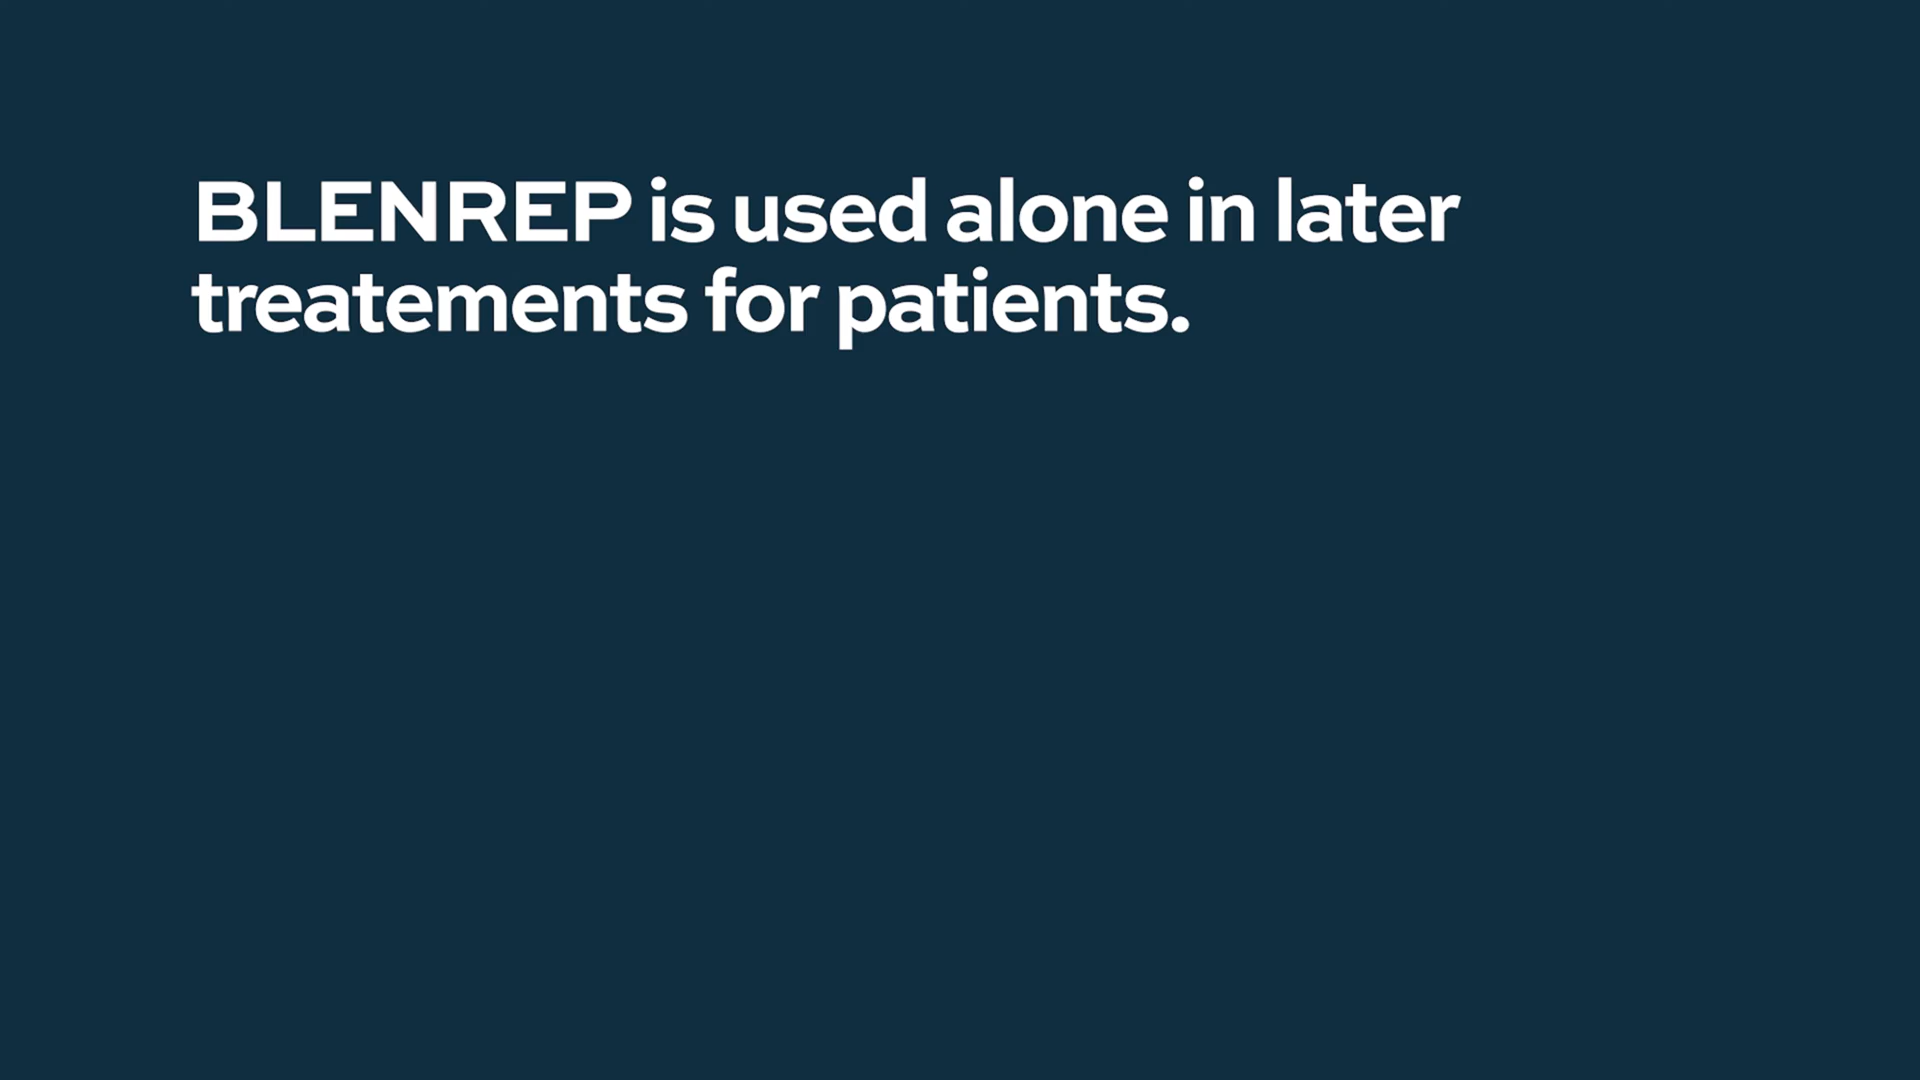 BLENREP is used alone in later
treatements for patients.